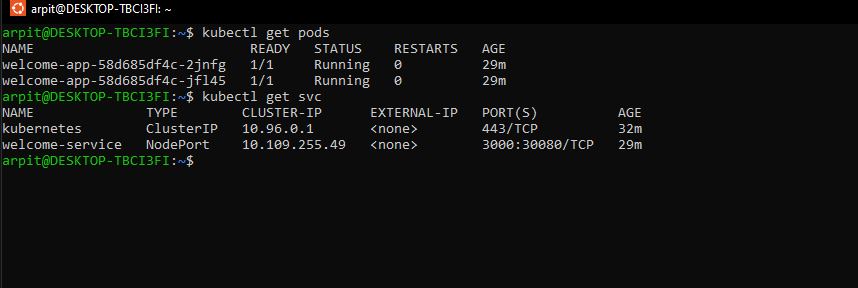 arpit@DESKTOP-TBCI3FI: ~
arpit@DESKTOP-TBCI3FI:~$ kubectl get pods
NAME READY STATUS RESTARTS AGE
welcome-app-58d685df4c-2jnfg 1/1 Running 0 29m
welcome-app-58d685df4c-jfl45 1/1 Running 0 29m
arpit@DESKTOP-TBCI3FI:~$ kubectl get svc
NAME TYPE CLUSTER-IP EXTERNAL-IP PORT(S) AGE
kubernetes ClusterIP 10.96.0.1 <none> 443/TCP 32m
welcome-service NodePort 10.109.255.49 <none> 3000:30080/TCP 29m
arpit@DESKTOP-TBCI3FI:~$